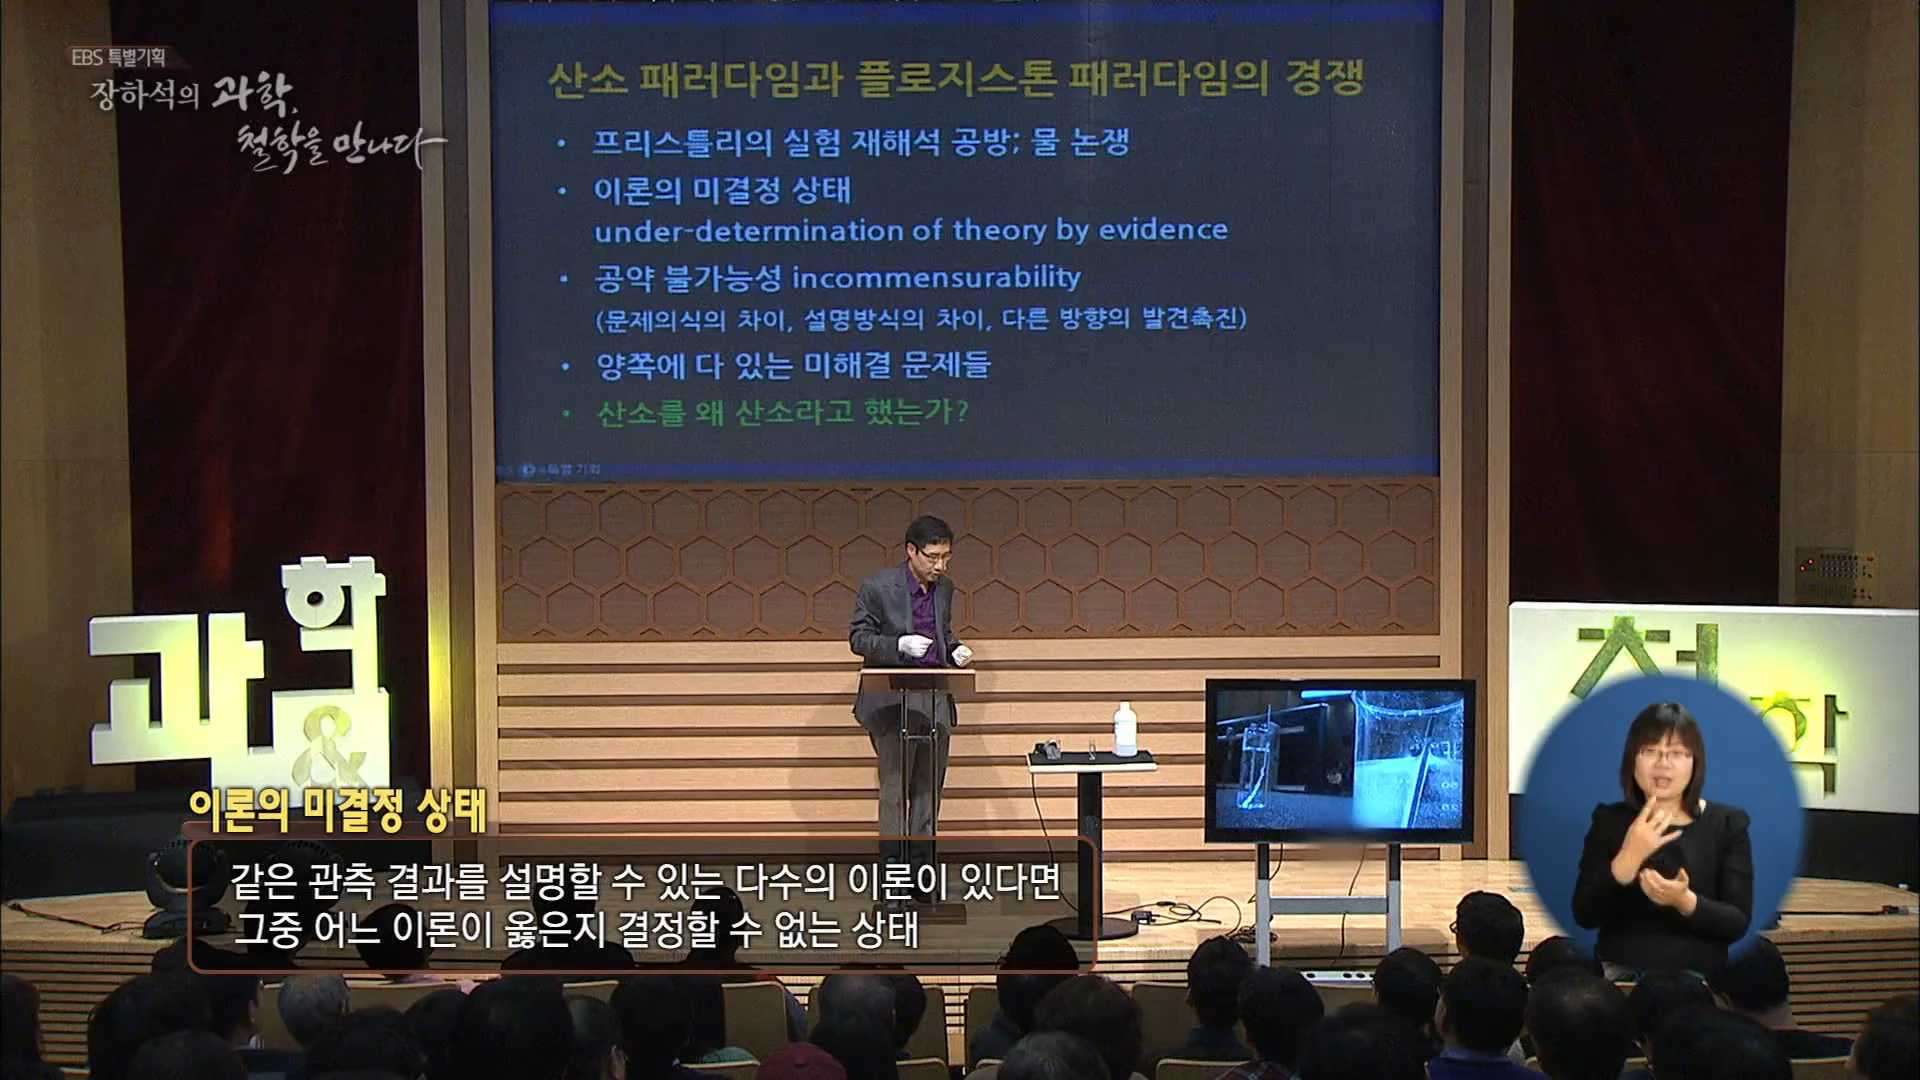 EBS 특별기획
장하석의 과학,
철학을 만나다
산소 패러다임과 플로지스톤 패러다임의 경쟁
• 프리스틀리의 실험 재해석 공방; 물 논쟁
• 이론의 미결정 상태
under-determination of theory by evidence
• 공약 불가능성 incommensurability
(문제의식의 차이, 설명방식의 차이, 다른 방향의 발견촉진)
• 양쪽에 다 있는 미해결 문제들
• 산소를 왜 산소라고 했는가?
과학
&
철학
이론의 미결정 상태
같은 관측 결과를 설명할 수 있는 다수의 이론이 있다면
그중 어느 이론이 옳은지 결정할 수 없는 상태